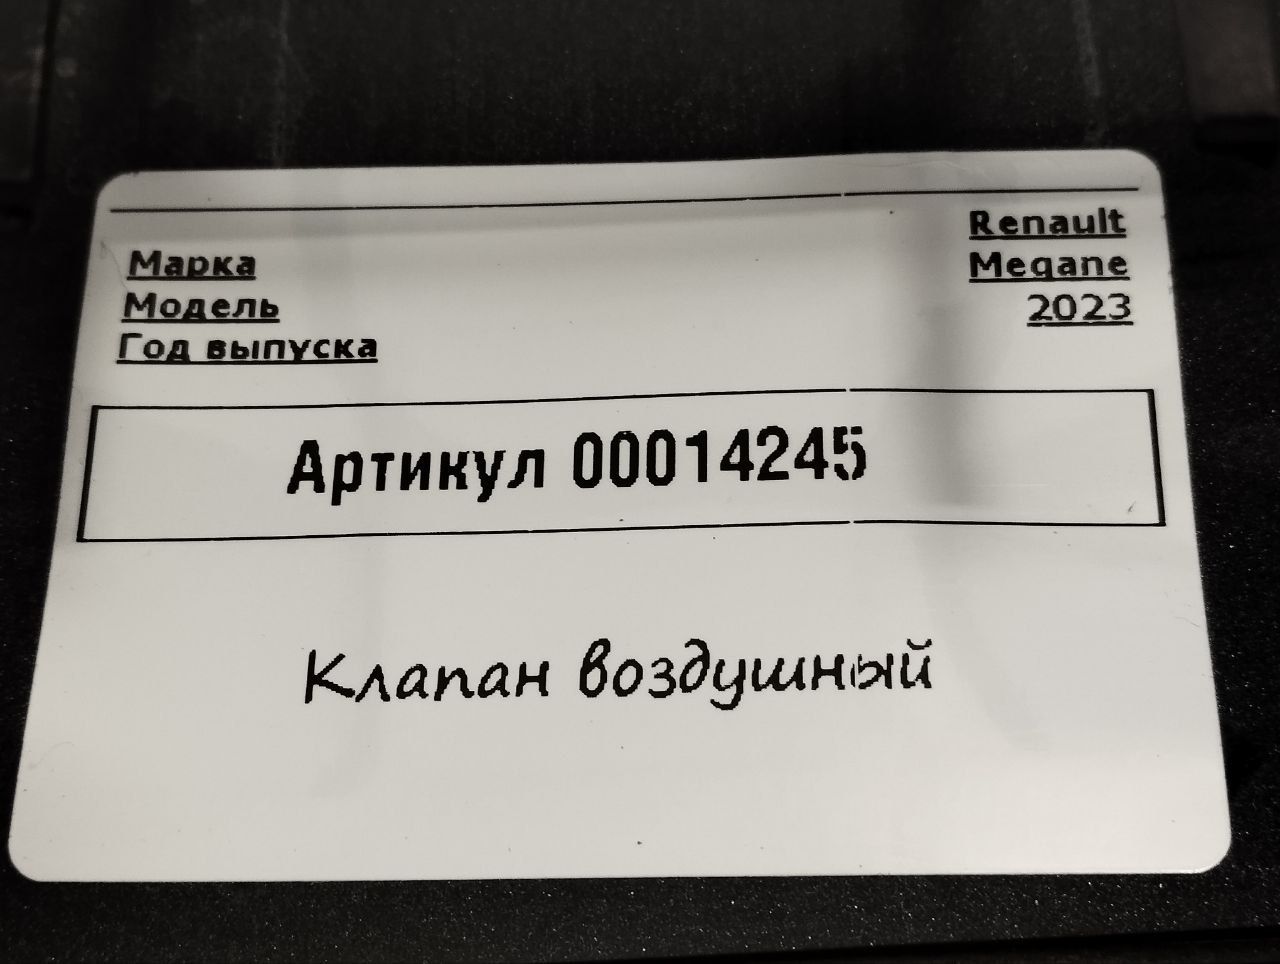 Марка Renault
Модель Megane
Год выпуска 2023
Артикул 00014245
Клапан воздушный